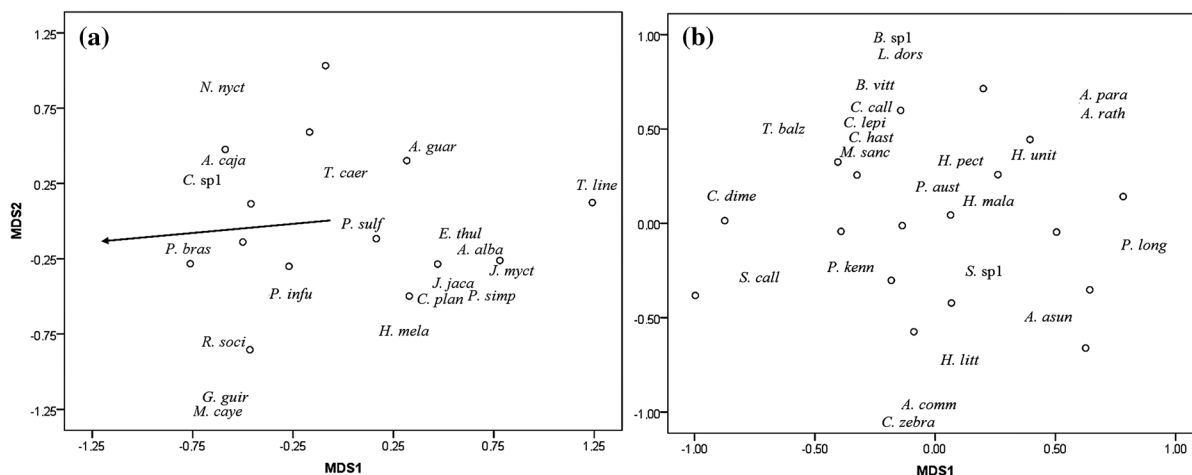 (a)
1.25
0.75
0.25
-0.25
-0.75
-1.25
MDS2
N. nyct
A. caja
C. sp1
T. caer
A. guar
T. line
P. sulf
E. thul
A. alba
J. myct
P. bras
P. infu
J. jaca
C. plan
P. simp
H. mela
R. soci
G. guir
M. caye
-1.25
-0.75
-0.25
0.25
0.75
1.25
MDS1
(b)
1.00
0.50
0.00
-0.50
-1.00
B. sp1
L. dors
B. vitt
C. call
C. lepi
C. hast
M. sanc
T. balz
A. para
A. rath
H. unit
H. pect
P. aust
H. mala
C. dime
P. long
S. call
P. kenn
S. sp1
A. asun
H. litt
A. comm
C. zebra
-1.00
-0.50
0.00
0.50
1.00
MDS1